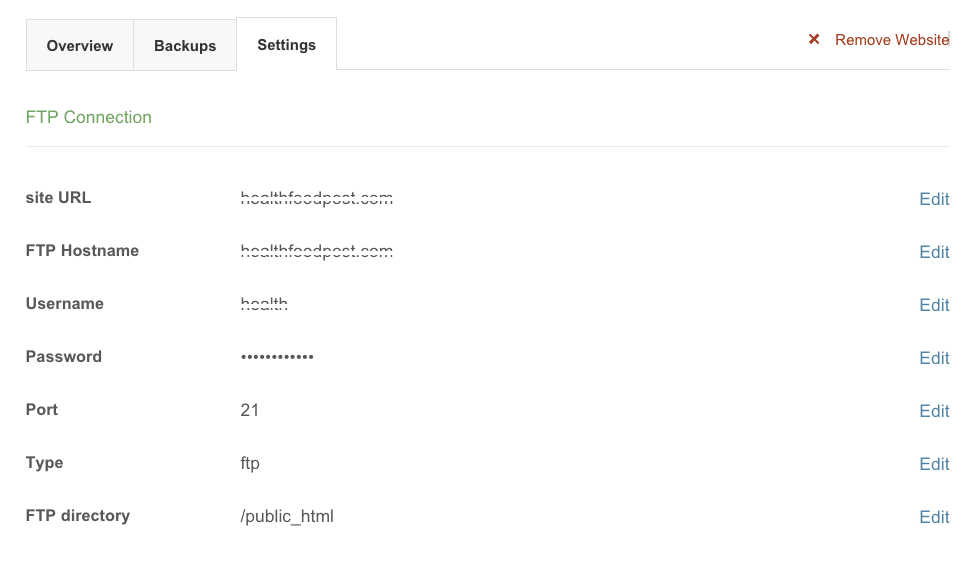 Overview Backups Settings × Remove Website
FTP Connection
site URL healthfoodpost.com Edit
FTP Hostname healthfoodpost.com Edit
Username health Edit
Password •••••••••••• Edit
Port 21 Edit
Type ftp Edit
FTP directory /public_html Edit